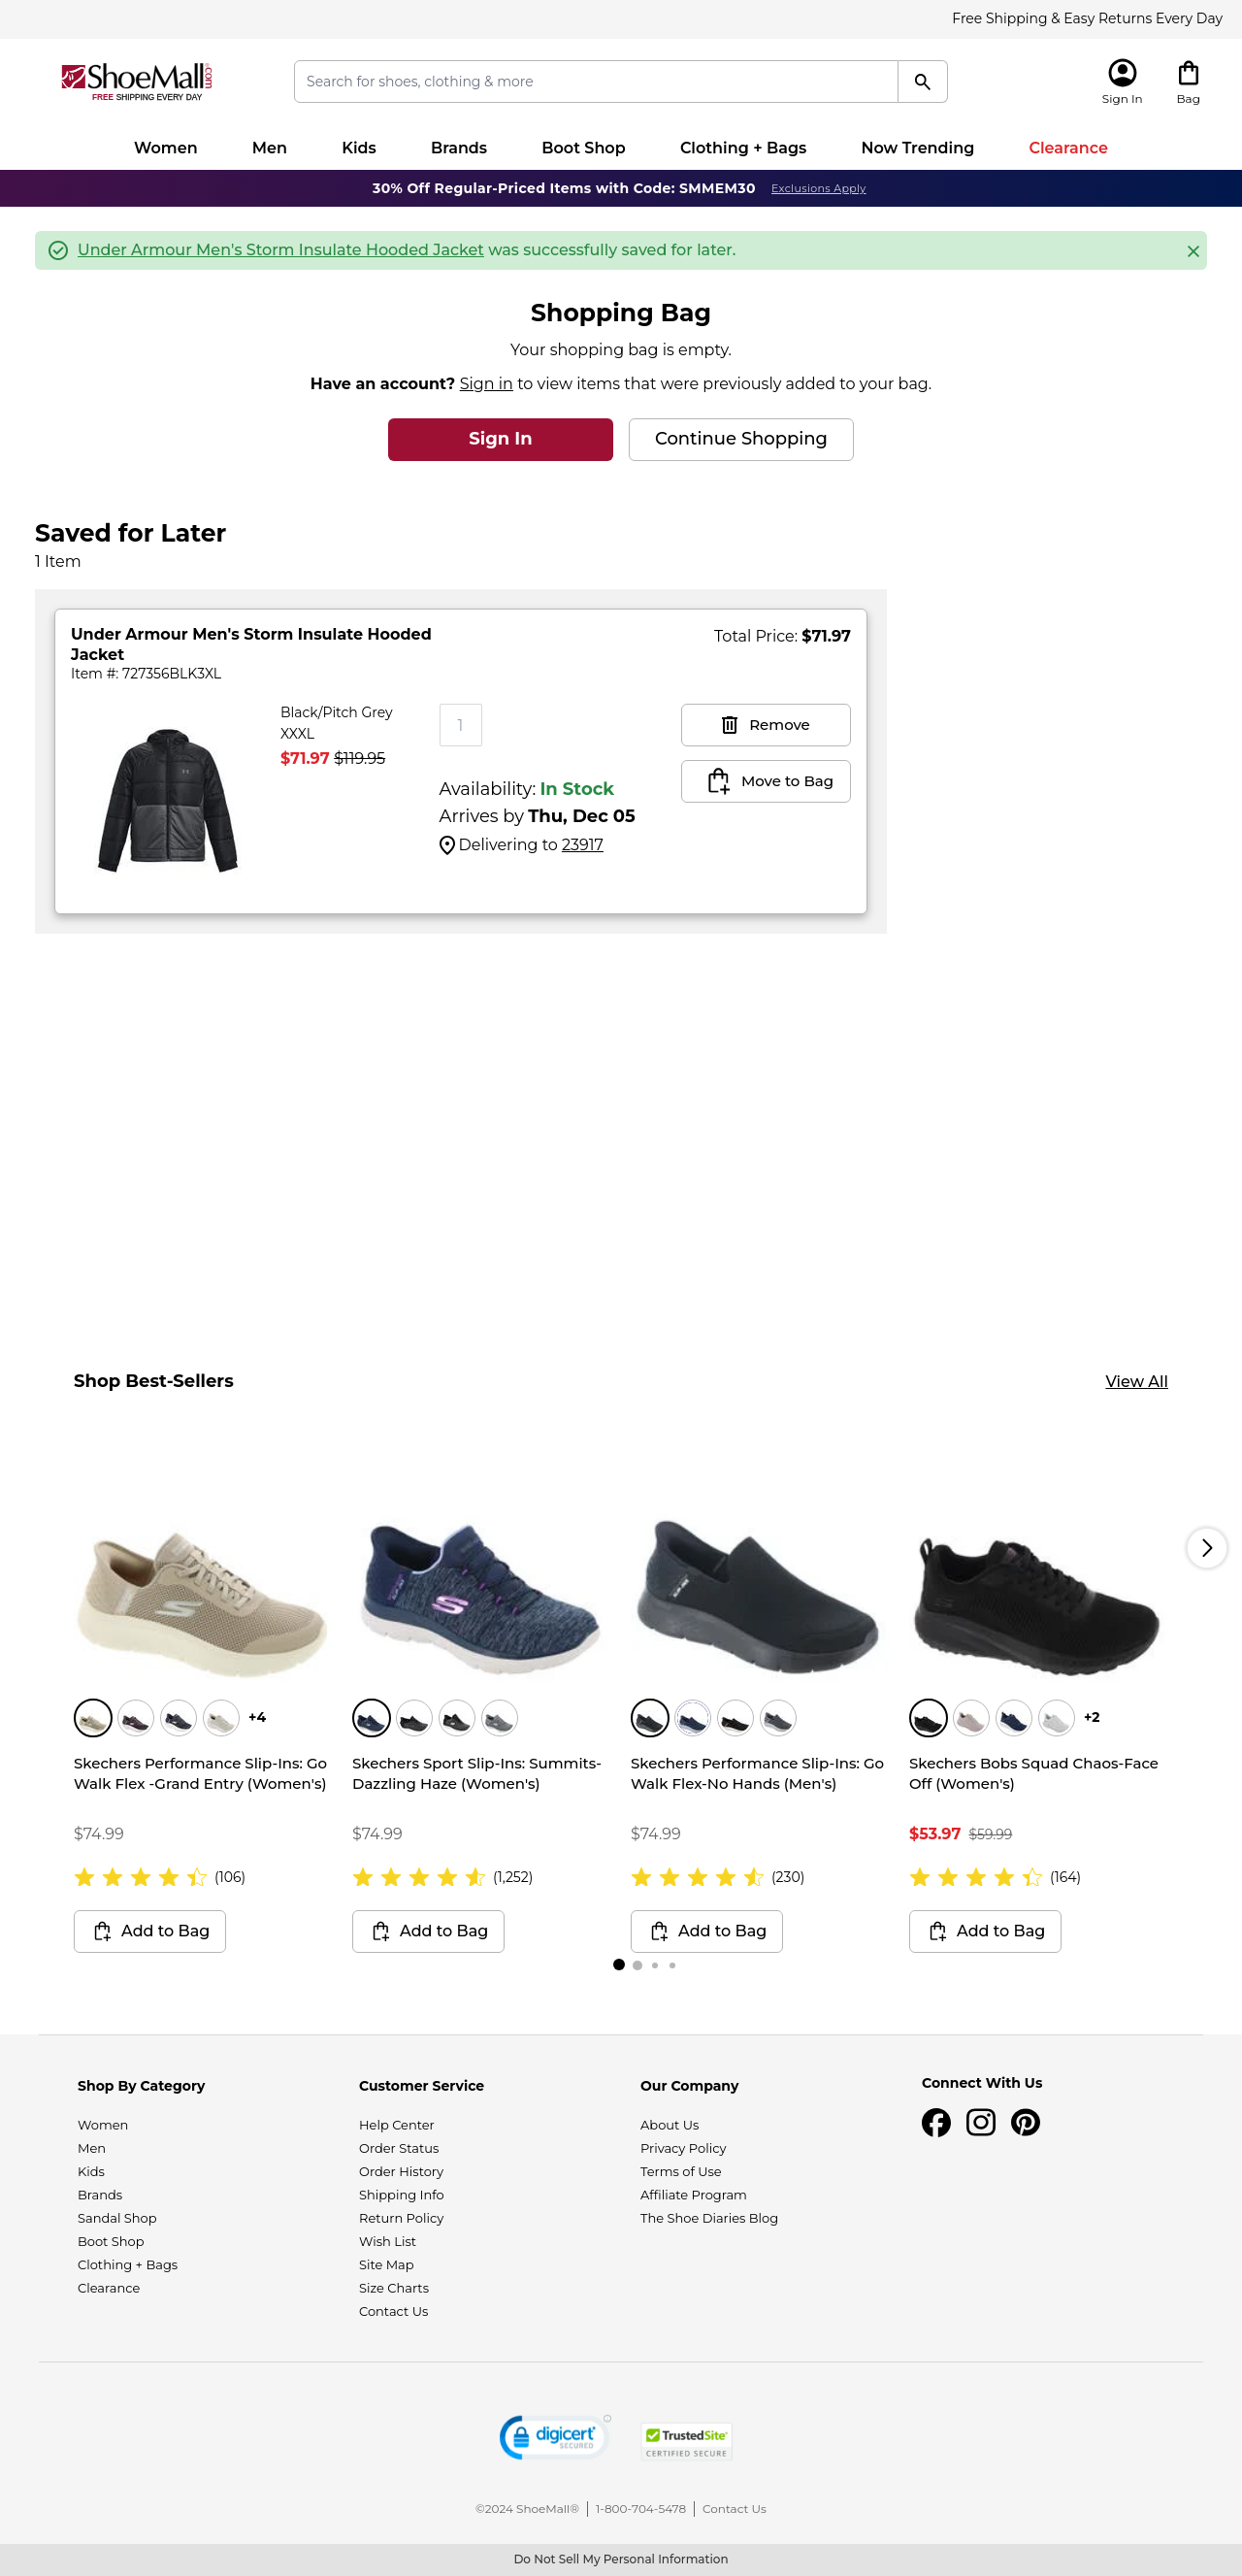 Free Shipping & Easy Returns Every Day
ShoeMall.com
FREE SHIPPING EVERY DAY
Search for shoes, clothing & more
Sign In
Bag
Women
Men
Kids
Brands
Boot Shop
Clothing + Bags
Now Trending
Clearance
30% Off Regular-Priced Items with Code: SMMEM30 Exclusions Apply
Under Armour Men's Storm Insulate Hooded Jacket was successfully saved for later.
Shopping Bag
Your shopping bag is empty.
Have an account? Sign in to view items that were previously added to your bag.
Sign In
Continue Shopping
Saved for Later
1 Item
Under Armour Men's Storm Insulate Hooded
Jacket
Item #: 727356BLK3XL
Total Price: $71.97
Black/Pitch Grey
XXXL
$71.97 $119.95
1
Availability: In Stock
Arrives by Thu, Dec 05
Delivering to 23917
Remove
Move to Bag
Shop Best-Sellers
View All
+4
Skechers Performance Slip-Ins: Go
Walk Flex -Grand Entry (Women's)
$74.99
(106)
Add to Bag
Skechers Sport Slip-Ins: Summits-
Dazzling Haze (Women's)
$74.99
(1,252)
Add to Bag
Skechers Performance Slip-Ins: Go
Walk Flex-No Hands (Men's)
$74.99
(230)
Add to Bag
+2
Skechers Bobs Squad Chaos-Face
Off (Women's)
$53.97 $59.99
(164)
Add to Bag
Shop By Category
Women
Men
Kids
Brands
Sandal Shop
Boot Shop
Clothing + Bags
Clearance
Customer Service
Help Center
Order Status
Order History
Shipping Info
Return Policy
Wish List
Site Map
Size Charts
Contact Us
Our Company
About Us
Privacy Policy
Terms of Use
Affiliate Program
The Shoe Diaries Blog
Connect With Us
digicert
SECURED
TrustedSite
CERTIFIED SECURE
©2024 ShoeMall® | 1-800-704-5478 | Contact Us
Do Not Sell My Personal Information